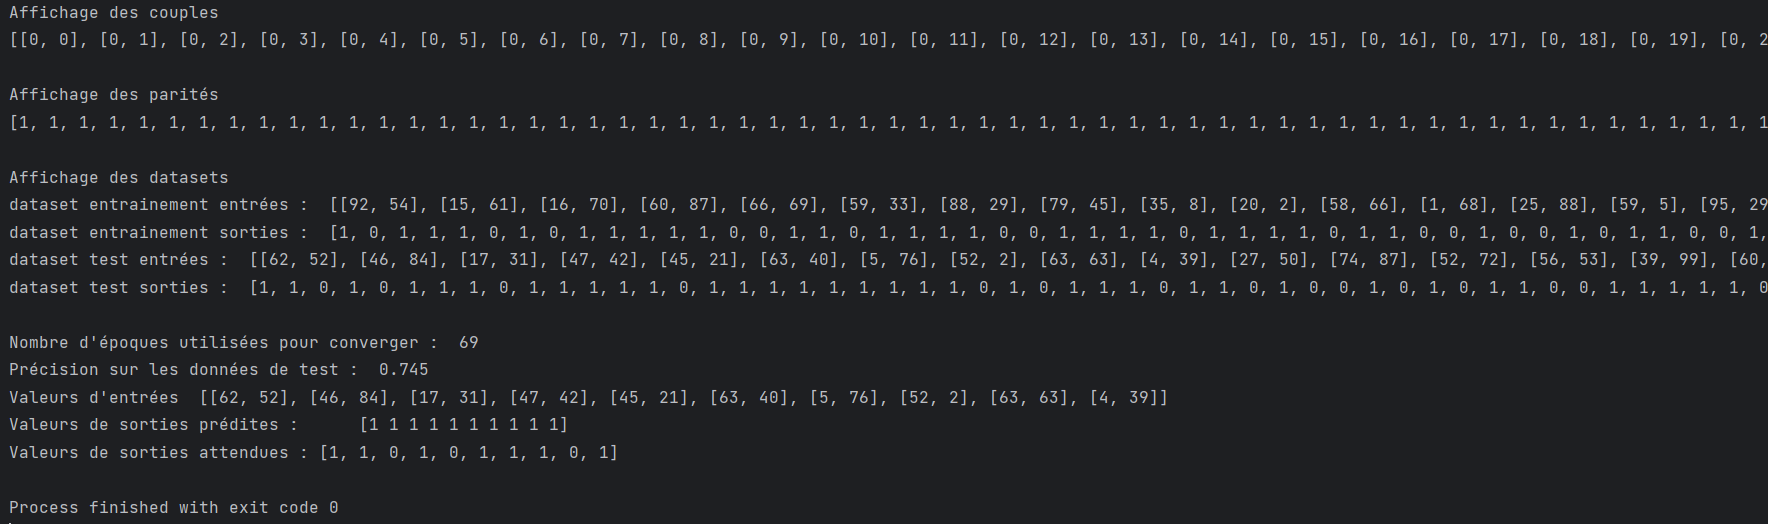 Affichage des couples
[[0, 0], [0, 1], [0, 2], [0, 3], [0, 4], [0, 5], [0, 6], [0, 7], [0, 8], [0, 9], [0, 10], [0, 11], [0, 12], [0, 13], [0, 14], [0, 15], [0, 16], [0, 17], [0, 18], [0, 19], [0, 2
Affichage des parités
[1, 1, 1, 1, 1, 1, 1, 1, 1, 1, 1, 1, 1, 1, 1, 1, 1, 1, 1, 1, 1, 1, 1, 1, 1, 1, 1, 1, 1, 1, 1, 1, 1, 1, 1, 1, 1, 1, 1, 1, 1, 1, 1, 1, 1, 1, 1, 1, 1, 1, 1, 1, 1, 1, 1, 1, 1, 1, 1
Affichage des datasets
dataset entrainement entrées :  [[92, 54], [15, 61], [16, 70], [60, 87], [66, 69], [59, 33], [88, 29], [79, 45], [35, 8], [20, 2], [58, 66], [1, 68], [25, 88], [59, 5], [95, 29
dataset entrainement sorties :  [1, 0, 1, 1, 1, 0, 1, 0, 1, 1, 1, 1, 1, 0, 0, 1, 1, 0, 1, 1, 1, 1, 0, 0, 1, 1, 1, 1, 0, 1, 1, 1, 1, 0, 1, 1, 0, 0, 1, 0, 0, 1, 0, 1, 1, 0, 0, 1,
dataset test entrées :  [[62, 52], [46, 84], [17, 31], [47, 42], [45, 21], [63, 40], [5, 76], [52, 2], [63, 63], [4, 39], [27, 50], [74, 87], [52, 72], [56, 53], [39, 99], [60,
dataset test sorties :  [1, 1, 0, 1, 0, 1, 1, 1, 0, 1, 1, 1, 1, 1, 0, 1, 1, 1, 1, 1, 1, 1, 1, 1, 0, 1, 0, 1, 1, 1, 0, 1, 1, 0, 1, 0, 0, 1, 0, 1, 0, 1, 1, 0, 0, 1, 1, 1, 1, 1, 0
Nombre d'époques utilisées pour converger :  69
Précision sur les données de test :  0.745
Valeurs d'entrées  [[62, 52], [46, 84], [17, 31], [47, 42], [45, 21], [63, 40], [5, 76], [52, 2], [63, 63], [4, 39]]
Valeurs de sorties prédites :      [1 1 1 1 1 1 1 1 1 1]
Valeurs de sorties attendues : [1, 1, 0, 1, 0, 1, 1, 1, 0, 1]
Process finished with exit code 0